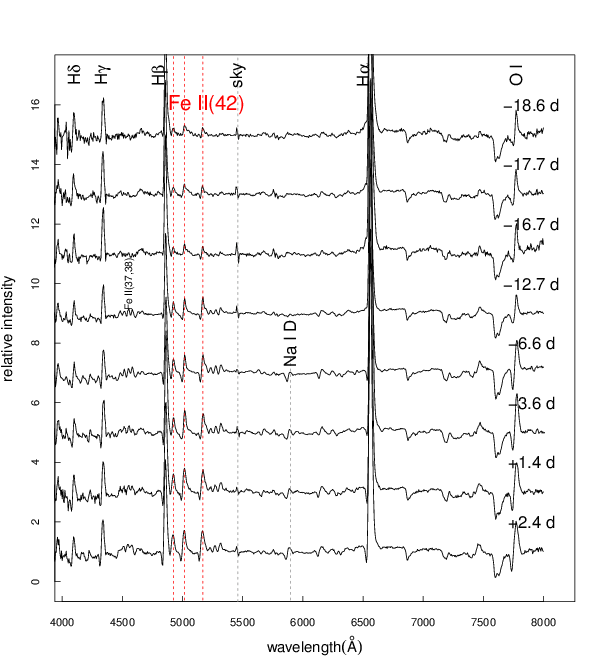 Hδ
Hγ
Hβ
sky
Hα
O I
Fe II(42)
−18.6 d
−17.7 d
−16.7 d
Fe II(37,38)
−12.7 d
Na I D
−6.6 d
−3.6 d
+1.4 d
+2.4 d
relative intensity
16
14
12
10
8
6
4
2
0
4000 4500 5000 5500 6000 6500 7000 7500 8000
wavelength(Å)